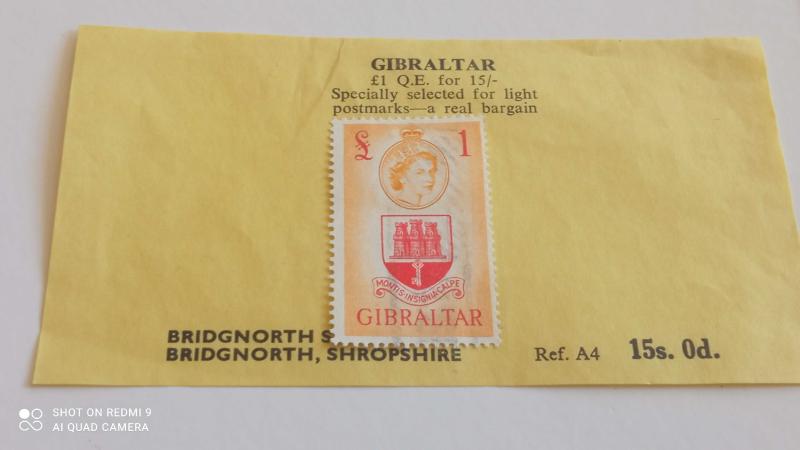 GIBRALTAR
£1 Q.E. for 15/-
Specially selected for light
postmarks—a real bargain
£ 1
MONTIS·INSIGNIA·CALPE
GIBRALTAR
BRIDGNORTH S
BRIDGNORTH, SHROPSHIRE
Ref. A4 15s. 0d.
SHOT ON REDMI 9
AI QUAD CAMERA